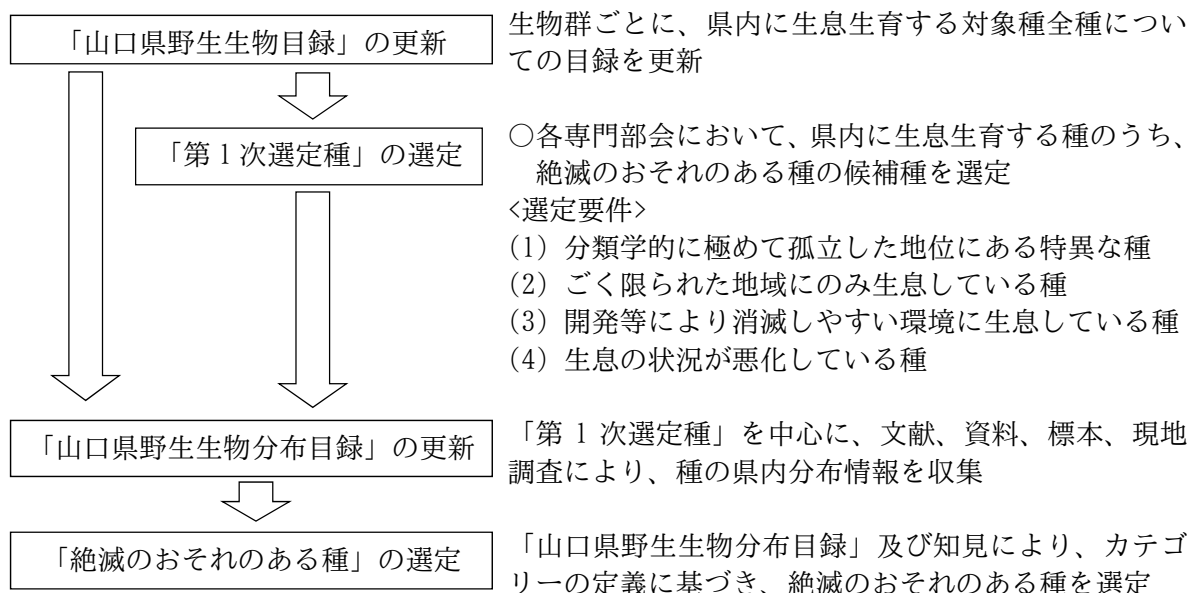 「山口県野生生物目録」の更新
生物群ごとに、県内に生息生育する対象種全種につい
ての目録を更新
「第１次選定種」の選定
○各専門部会において、県内に生息生育する種のうち、
絶滅のおそれのある種の候補種を選定
<選定要件>
(1) 分類学的に極めて孤立した地位にある特異な種
(2) ごく限られた地域にのみ生息している種
(3) 開発等により消滅しやすい環境に生息している種
(4) 生息の状況が悪化している種
「山口県野生生物分布目録」の更新
「第 1 次選定種」を中心に、文献、資料、標本、現地
調査により、種の県内分布情報を収集
「絶滅のおそれのある種」の選定
「山口県野生生物分布目録」及び知見により、カテゴ
リーの定義に基づき、絶滅のおそれのある種を選定